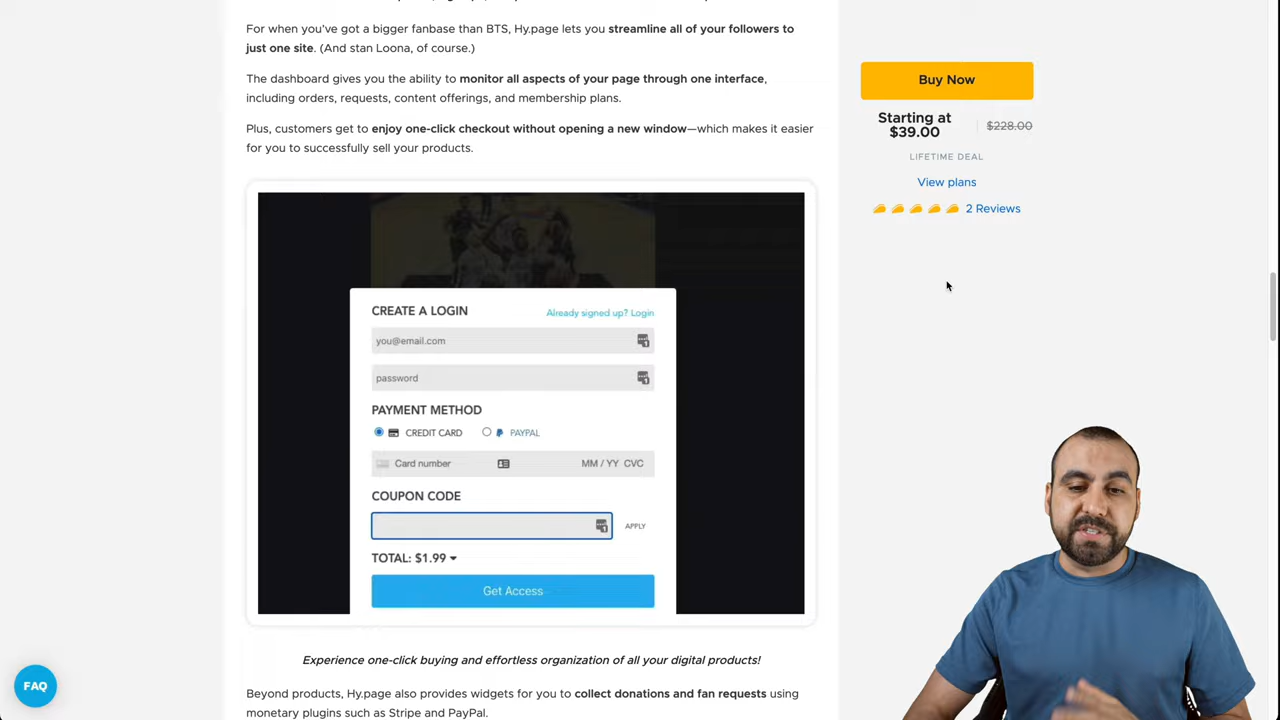 For when you've got a bigger fanbase than BTS, Hy.page lets you streamline all of your followers to
just one site. (And stan Loona, of course.)
The dashboard gives you the ability to monitor all aspects of your page through one interface,
including orders, requests, content offerings, and membership plans.
Plus, customers get to enjoy one-click checkout without opening a new window—which makes it easier
for you to successfully sell your products.
Buy Now
Starting at
$39.00
$228.00
LIFETIME DEAL
View plans
2 Reviews
CREATE A LOGIN
Already signed up? Login
you@email.com
password
PAYMENT METHOD
CREDIT CARD
PAYPAL
Card number
MM / YY CVC
COUPON CODE
APPLY
TOTAL: $1.99
Get Access
Experience one-click buying and effortless organization of all your digital products!
Beyond products, Hy.page also provides widgets for you to collect donations and fan requests using
monetary plugins such as Stripe and PayPal.
FAQ